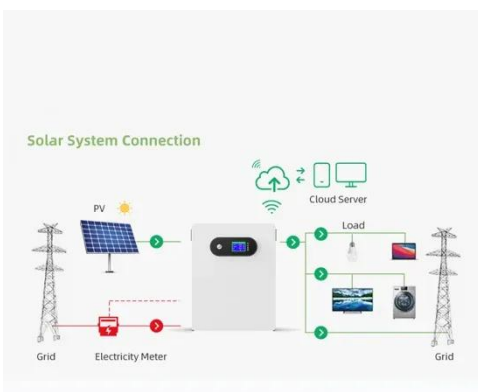 Solar System Connection
Cloud Server
PV
Load
Grid
Electricity Meter
Grid